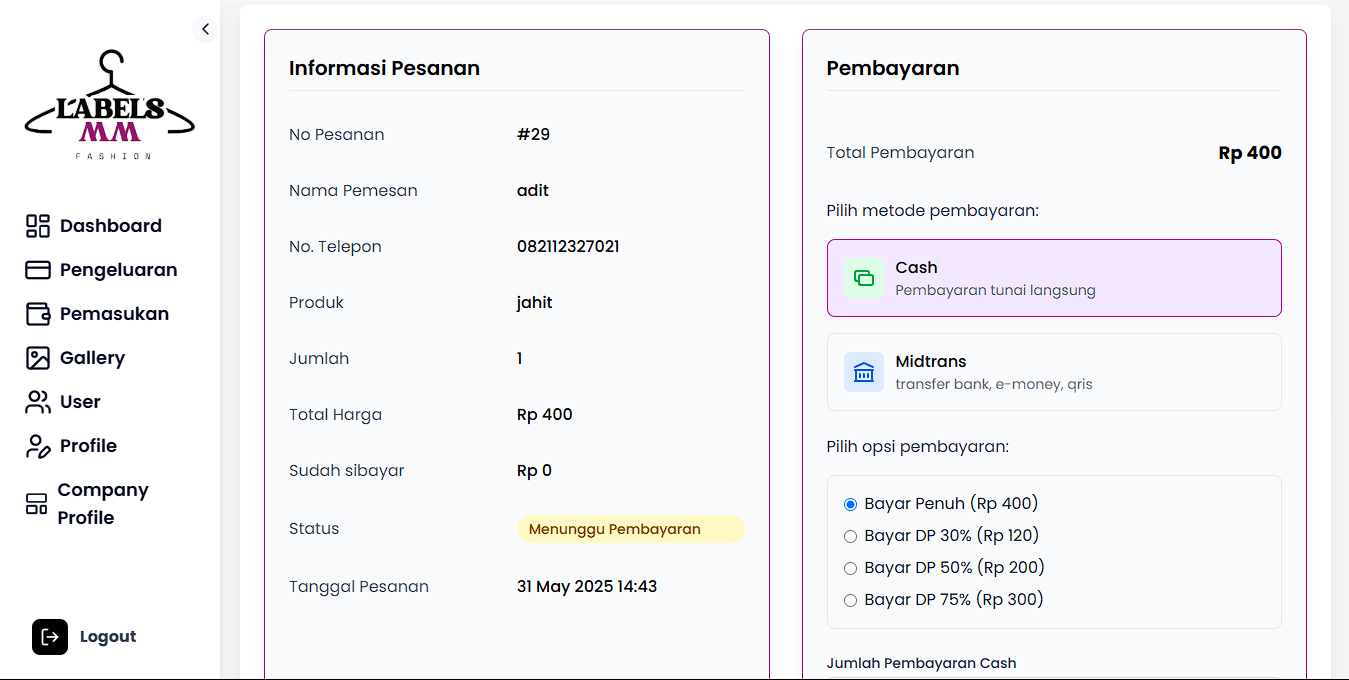 LABELS
MM
FASHION
Dashboard
Pengeluaran
Pemasukan
Gallery
User
Profile
Company
Profile
Logout
Informasi Pesanan
No Pesanan #29
Nama Pemesan adit
No. Telepon 082112327021
Produk jahit
Jumlah 1
Total Harga Rp 400
Sudah sibayar Rp 0
Status Menunggu Pembayaran
Tanggal Pesanan 31 May 2025 14:43
Pembayaran
Total Pembayaran Rp 400
Pilih metode pembayaran:
Cash
Pembayaran tunai langsung
Midtrans
transfer bank, e-money, qris
Pilih opsi pembayaran:
Bayar Penuh (Rp 400)
Bayar DP 30% (Rp 120)
Bayar DP 50% (Rp 200)
Bayar DP 75% (Rp 300)
Jumlah Pembayaran Cash